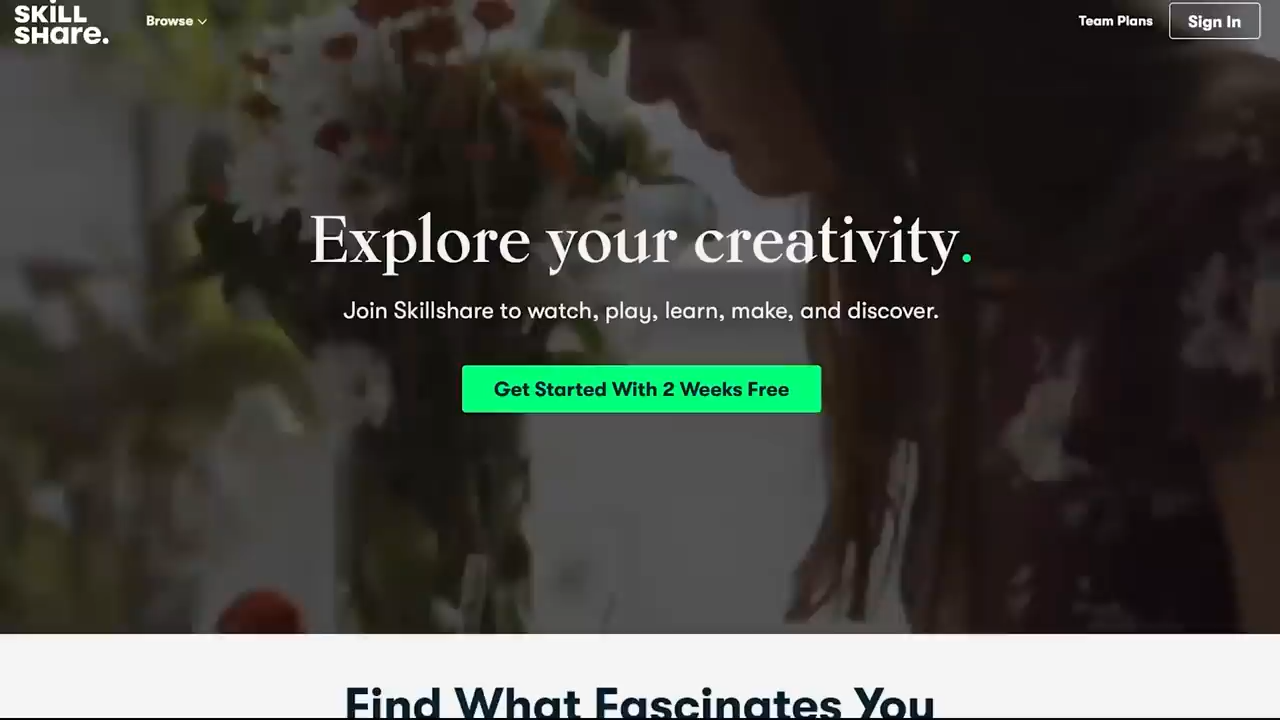 SKILL
SHare.
Browse
Team Plans
Sign In
Explore your creativity.
Join Skillshare to watch, play, learn, make, and discover.
Get Started With 2 Weeks Free
Find What Fascinates You